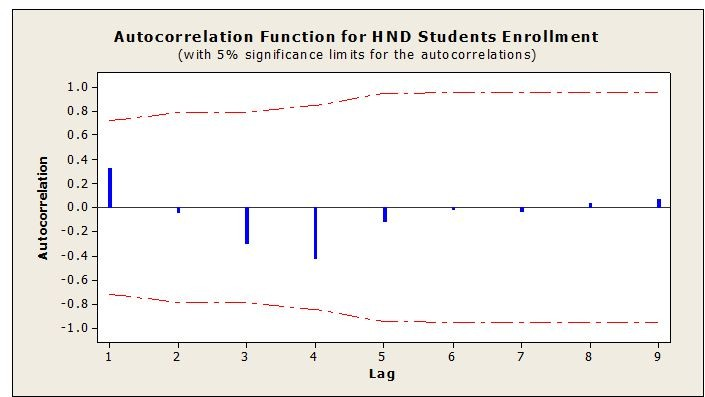 Autocorrelation Function for HND Students Enrollment
(with 5% significance limits for the autocorrelations)
1.0
0.8
0.6
0.4
0.2
0.0
-0.2
-0.4
-0.6
-0.8
-1.0
Autocorrelation
1 2 3 4 5 6 7 8 9
Lag